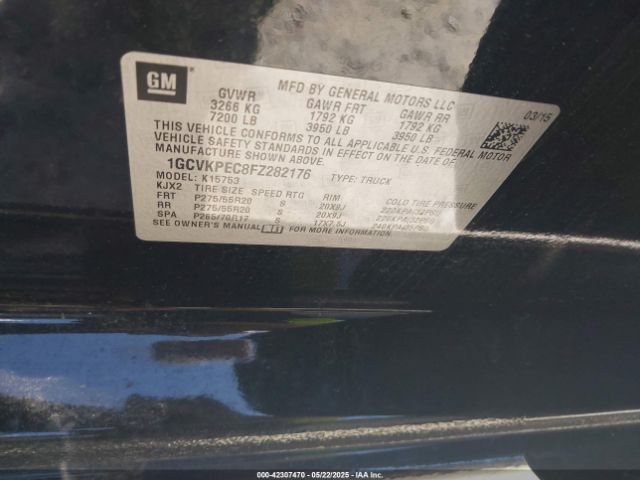 GM
MFD BY GENERAL MOTORS LLC
GVWR GAWR FRT GAWR RR
3266 KG 1792 KG 1792 KG
7200 LB 3950 LB 3950 LB
03/15
THIS VEHICLE CONFORMS TO ALL APPLICABLE U.S. FEDERAL MOTOR
VEHICLE SAFETY STANDARDS IN EFFECT ON THE DATE OF
MANUFACTURE SHOWN ABOVE.
1GCVKPEC8FZ282176 TYPE: TRUCK
MODEL: K15753
KJX2 TIRE SIZE SPEED RTG RIM COLD TIRE PRESSURE
FRT P275/55R20 S 20X9J
RR P275/55R20 S 20X9J
SPA P265/70R17 S 17X7.5J
SEE OWNER'S MANUAL FOR MORE INFORMATION
000-42307470 05/22/2025 IAAI.COM